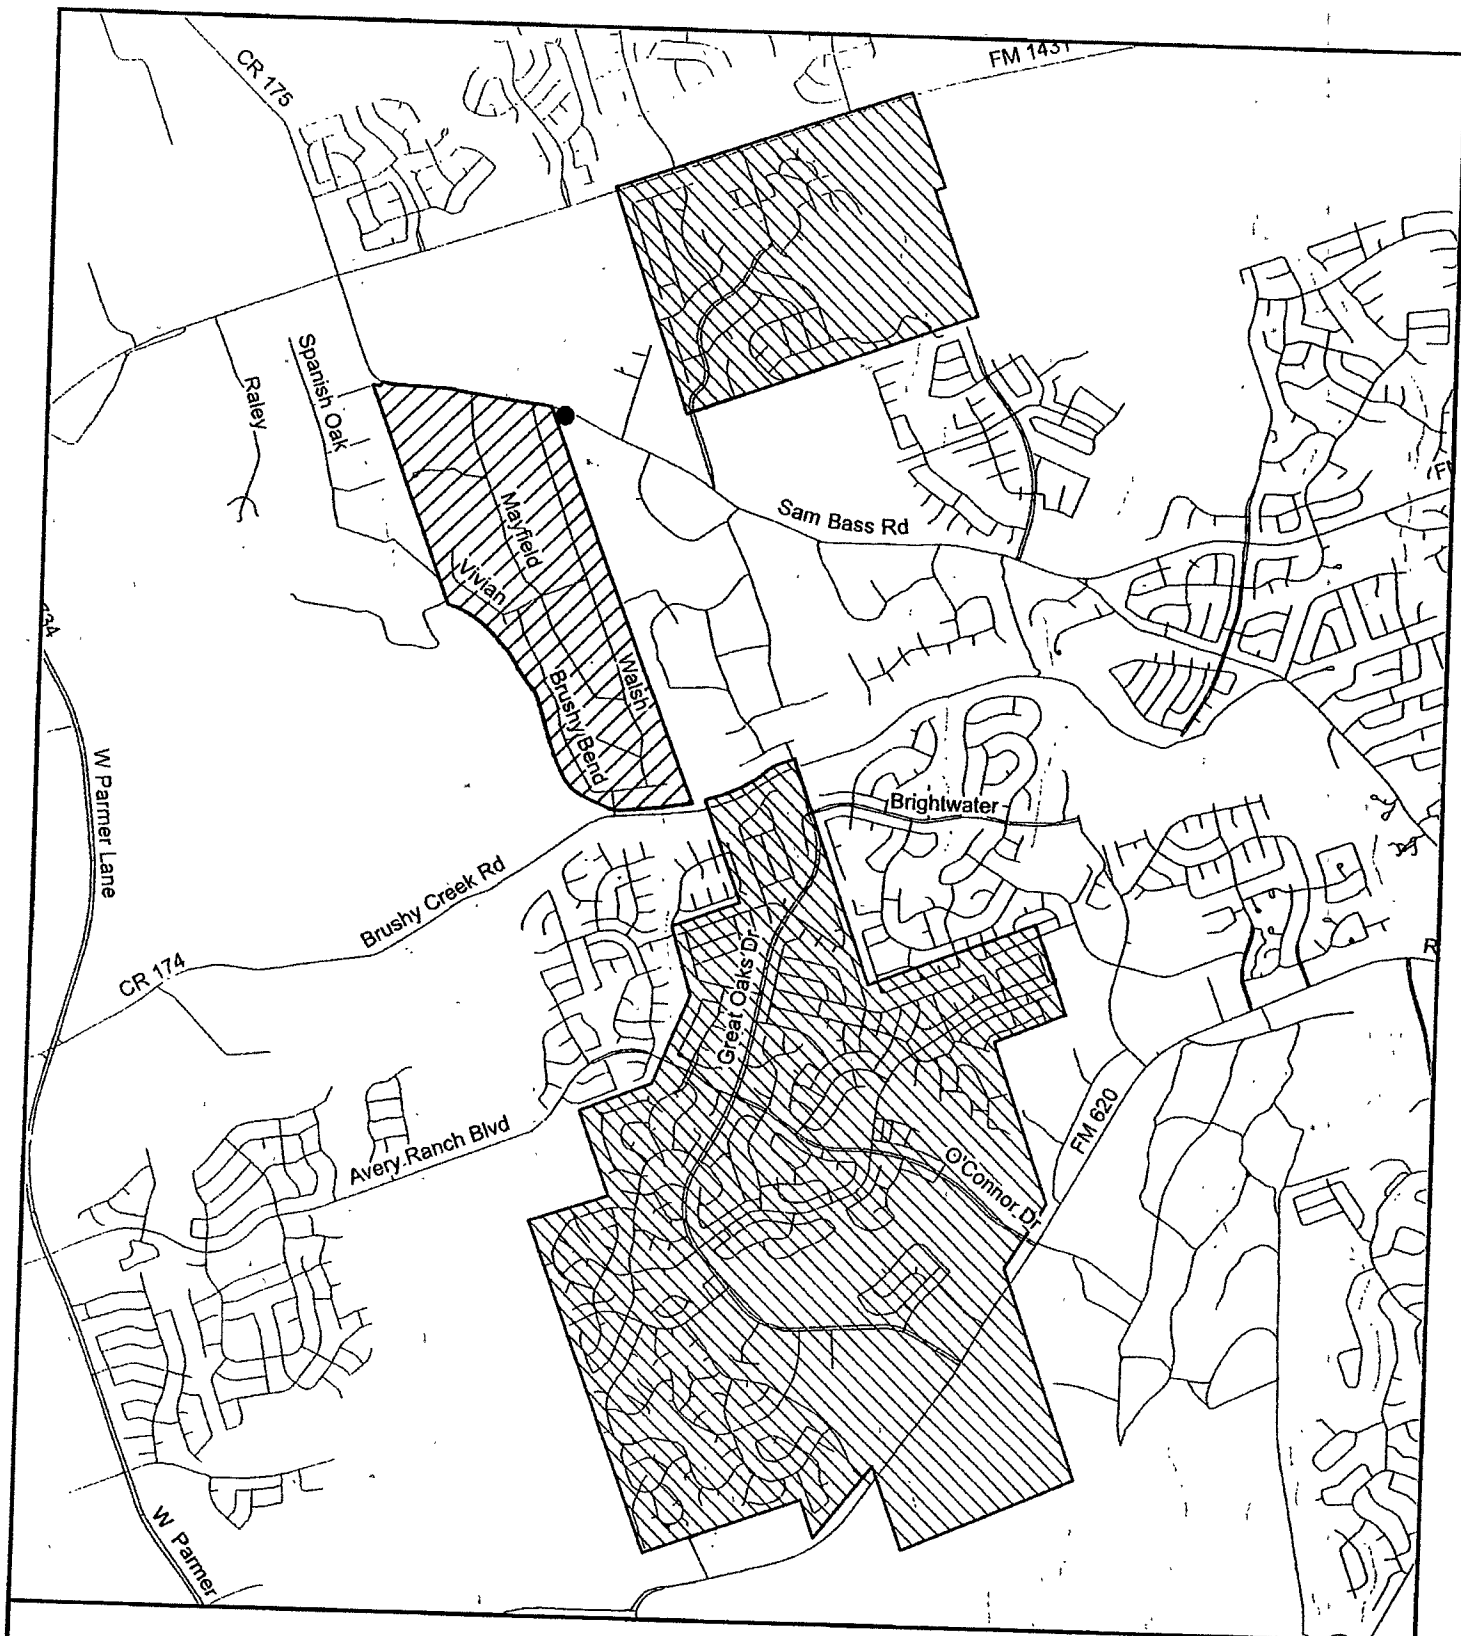 FM 1431
CR 175
Spanish Oak
Raley
Mayfield
Sam Bass Rd
Vivian
734
Walsh
Brushy Bend
W Parmer Lane
Brightwater
Brushy Creek Rd
Great Oaks Dr
CR 174
FM 620
Avery Ranch Blvd
O'Connor Dr
W Parmer